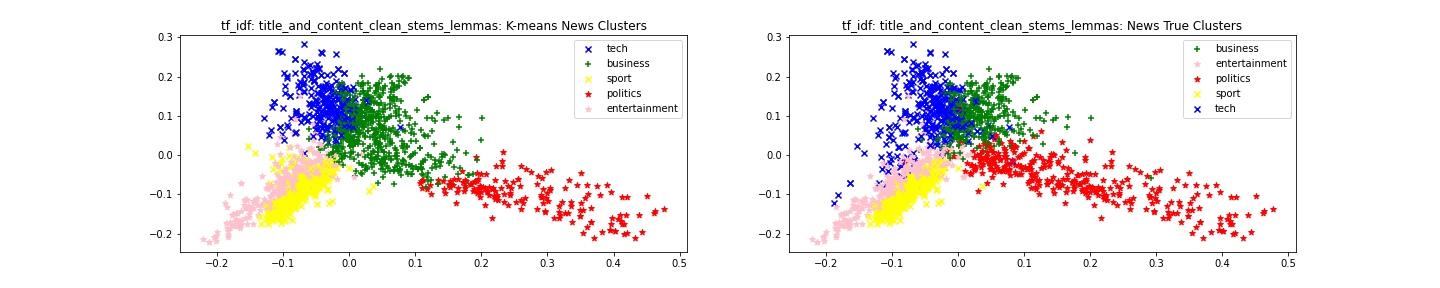 tf_idf: title_and_content_clean_stems_lemmas: K-means News Clusters
0.3
0.2
0.1
0.0
−0.1
−0.2
−0.2
−0.1
0.0
0.1
0.2
0.3
0.4
0.5
tech
business
sport
politics
entertainment
tf_idf: title_and_content_clean_stems_lemmas: News True Clusters
0.3
0.2
0.1
0.0
−0.1
−0.2
−0.2
−0.1
0.0
0.1
0.2
0.3
0.4
0.5
business
entertainment
politics
sport
tech